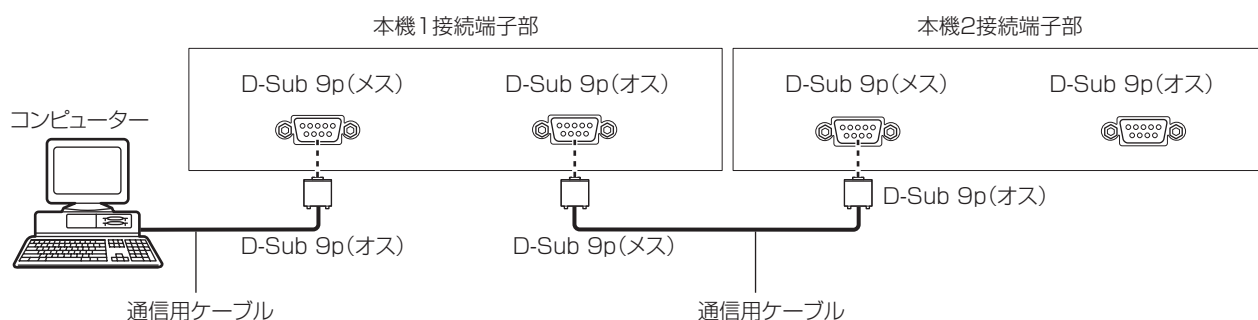 本機1接続端子部
本機2接続端子部
D-Sub 9p(メス)
D-Sub 9p(オス)
D-Sub 9p(メス)
D-Sub 9p(オス)
コンピューター
D-Sub 9p(オス)
D-Sub 9p(オス)
D-Sub 9p(メス)
通信用ケーブル
通信用ケーブル